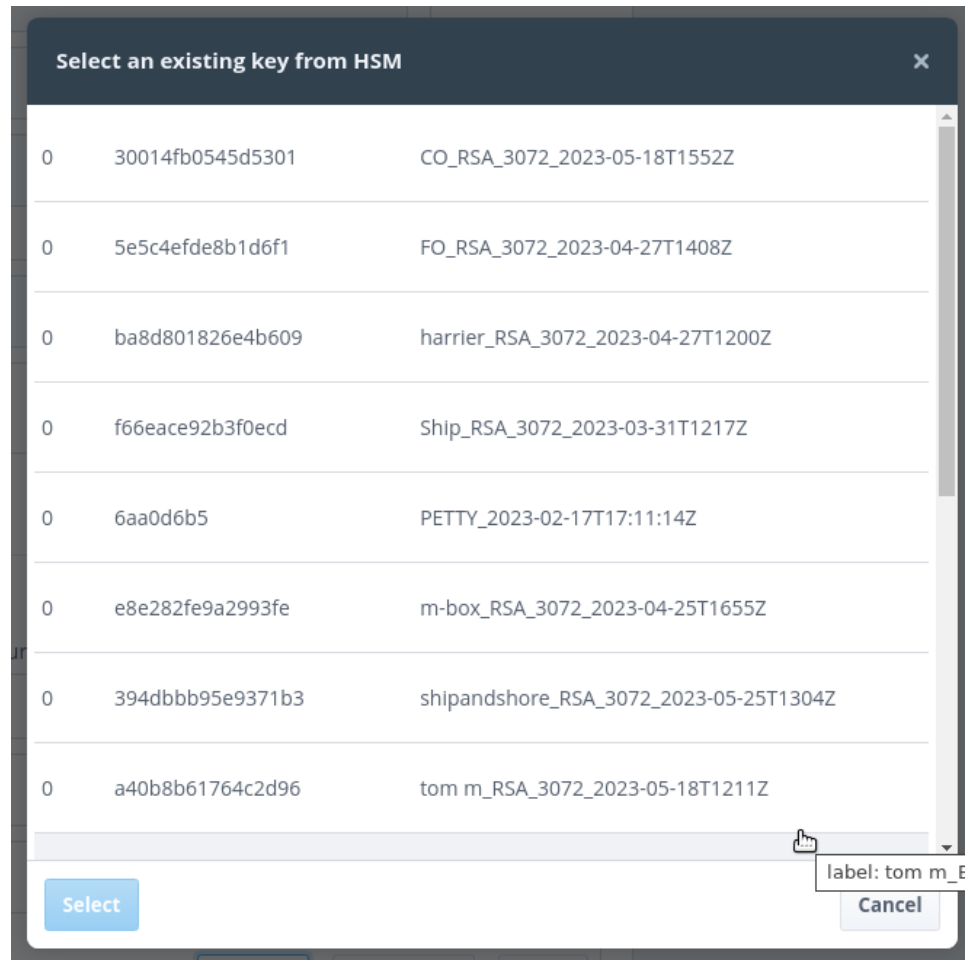 Select an existing key from HSM ×
0 30014fb0545d5301 CO_RSA_3072_2023-05-18T1552Z
0 5e5c4efde8b1d6f1 FO_RSA_3072_2023-04-27T1408Z
0 ba8d801826e4b609 harrier_RSA_3072_2023-04-27T1200Z
0 f66eace92b3f0ecd Ship_RSA_3072_2023-03-31T1217Z
0 6aa0d6b5 PETTY_2023-02-17T17:11:14Z
0 e8e282fe9a2993fe m-box_RSA_3072_2023-04-25T1655Z
ur
0 394dbbb95e9371b3 shipandshore_RSA_3072_2023-05-25T1304Z
0 a40b8b61764c2d96 tom m_RSA_3072_2023-05-18T1211Z
label: tom m_E
Select Cancel